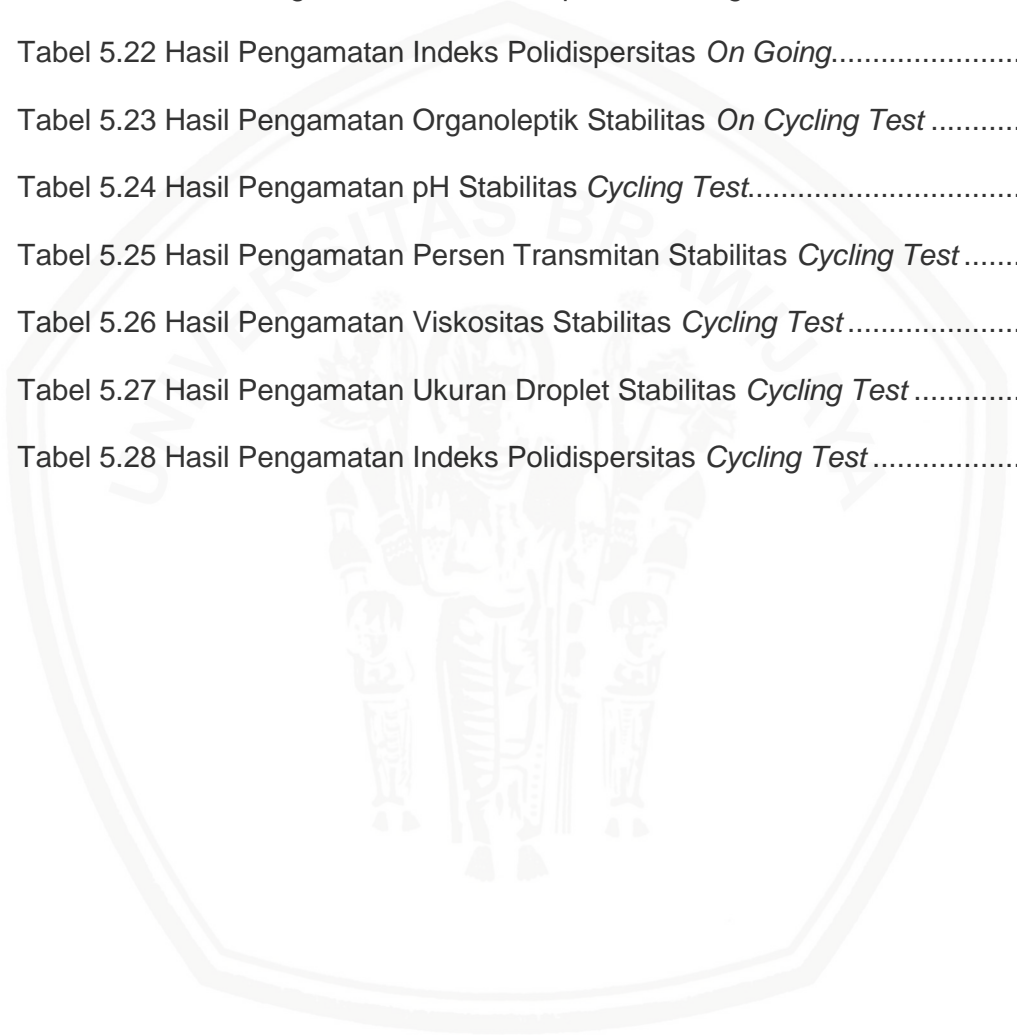 Tabel 5.22 Hasil Pengamatan Indeks Polidispersitas On Going.......................
Tabel 5.23 Hasil Pengamatan Organoleptik Stabilitas On Cycling Test ...........
Tabel 5.24 Hasil Pengamatan pH Stabilitas Cycling Test.................................
Tabel 5.25 Hasil Pengamatan Persen Transmitan Stabilitas Cycling Test .......
Tabel 5.26 Hasil Pengamatan Viskositas Stabilitas Cycling Test .....................
Tabel 5.27 Hasil Pengamatan Ukuran Droplet Stabilitas Cycling Test .............
Tabel 5.28 Hasil Pengamatan Indeks Polidispersitas Cycling Test ..................
UNIVERSITAS BRAWIJAYA